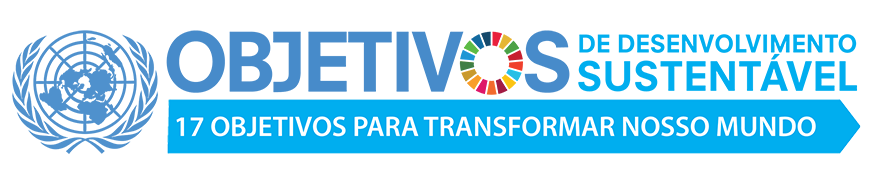 OBJETIVOS
DE DESENVOLVIMENTO
SUSTENTÁVEL
17 OBJETIVOS PARA TRANSFORMAR NOSSO MUNDO